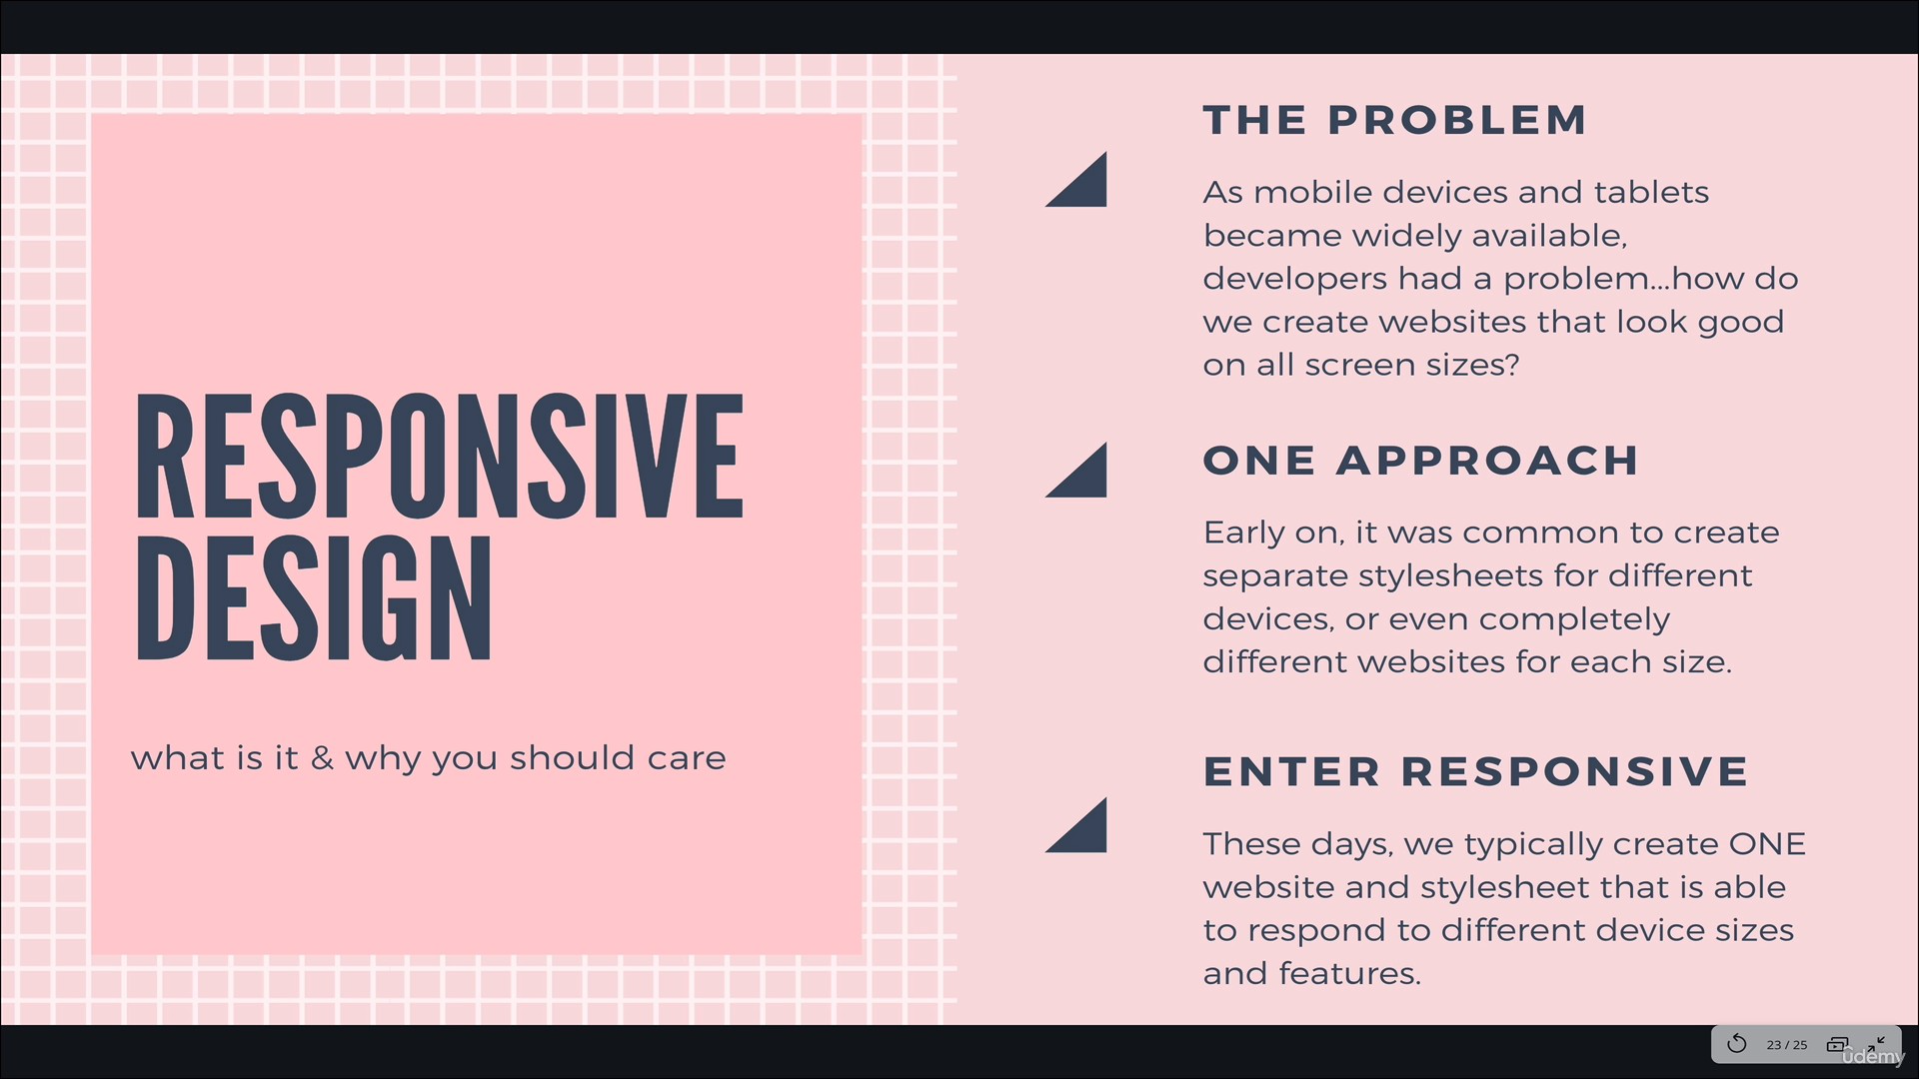 RESPONSIVE
DESIGN
what is it & why you should care
THE PROBLEM
As mobile devices and tablets
became widely available,
developers had a problem...how do
we create websites that look good
on all screen sizes?
ONE APPROACH
Early on, it was common to create
separate stylesheets for different
devices, or even completely
different websites for each size.
ENTER RESPONSIVE
These days, we typically create ONE
website and stylesheet that is able
to respond to different device sizes
and features.
23 / 25
ûdemy